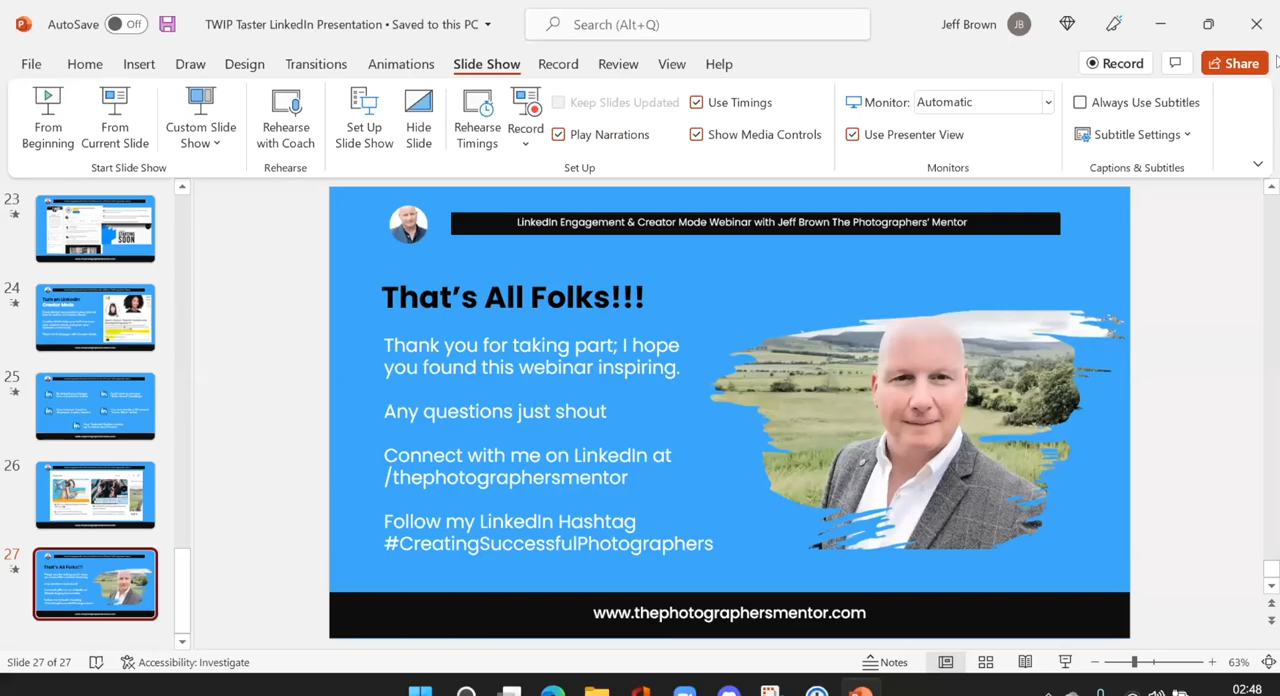 AutoSave Off TWIP Taster LinkedIn Presentation • Saved to this PC Search (Alt+Q) Jeff Brown JB
File Home Insert Draw Design Transitions Animations Slide Show Record Review View Help Record Share
From Beginning
From Current Slide
Custom Slide Show
Rehearse with Coach
Set Up Slide Show
Hide Slide
Rehearse Timings
Record
Keep Slides Updated
Play Narrations
Use Timings
Show Media Controls
Monitor: Automatic
Use Presenter View
Always Use Subtitles
Subtitle Settings
Start Slide Show Rehearse Set Up Monitors Captions & Subtitles
23
24
25
26
27
LinkedIn Engagement & Creator Mode Webinar with Jeff Brown The Photographers' Mentor
That's All Folks!!!
Thank you for taking part; I hope
you found this webinar inspiring.
Any questions just shout
Connect with me on LinkedIn at
/thephotographersmentor
Follow my LinkedIn Hashtag
#CreatingSuccessfulPhotographers
www.thephotographersmentor.com
Slide 27 of 27 Accessibility: Investigate Notes 63%
02:48